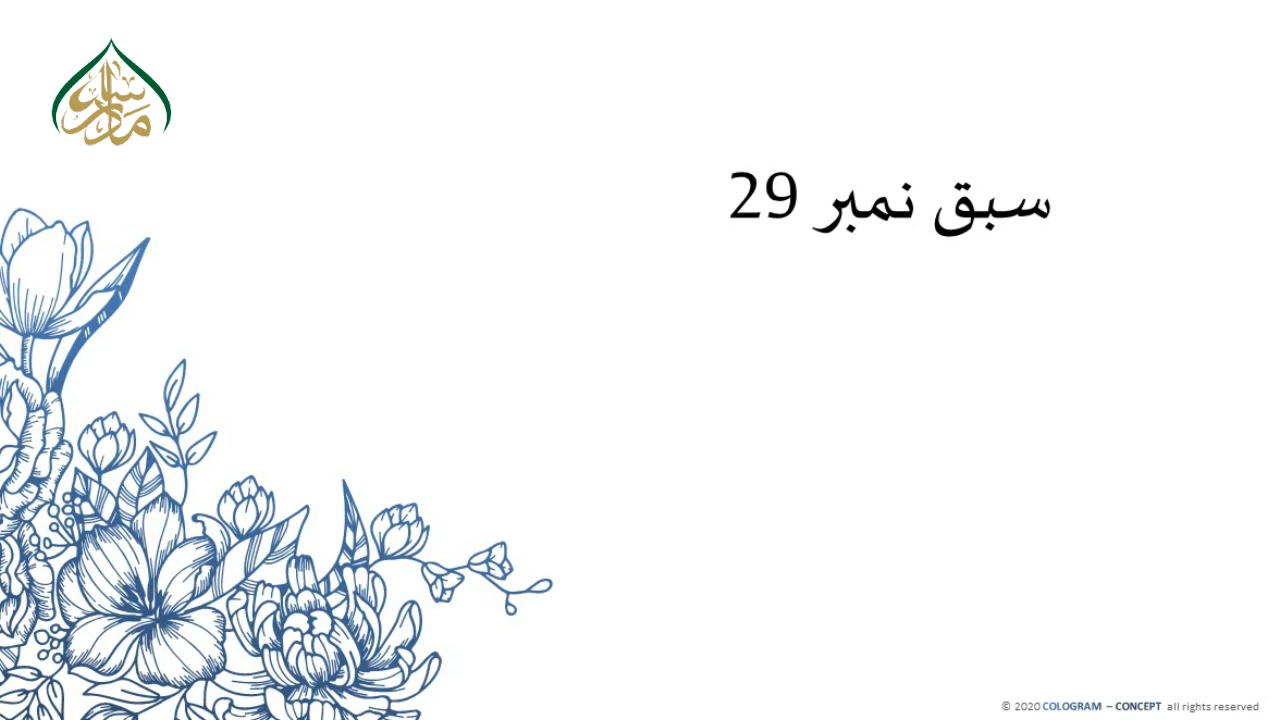 سبق نمبر 29
© 2020 COLOGRAM – CONCEPT all rights reserved